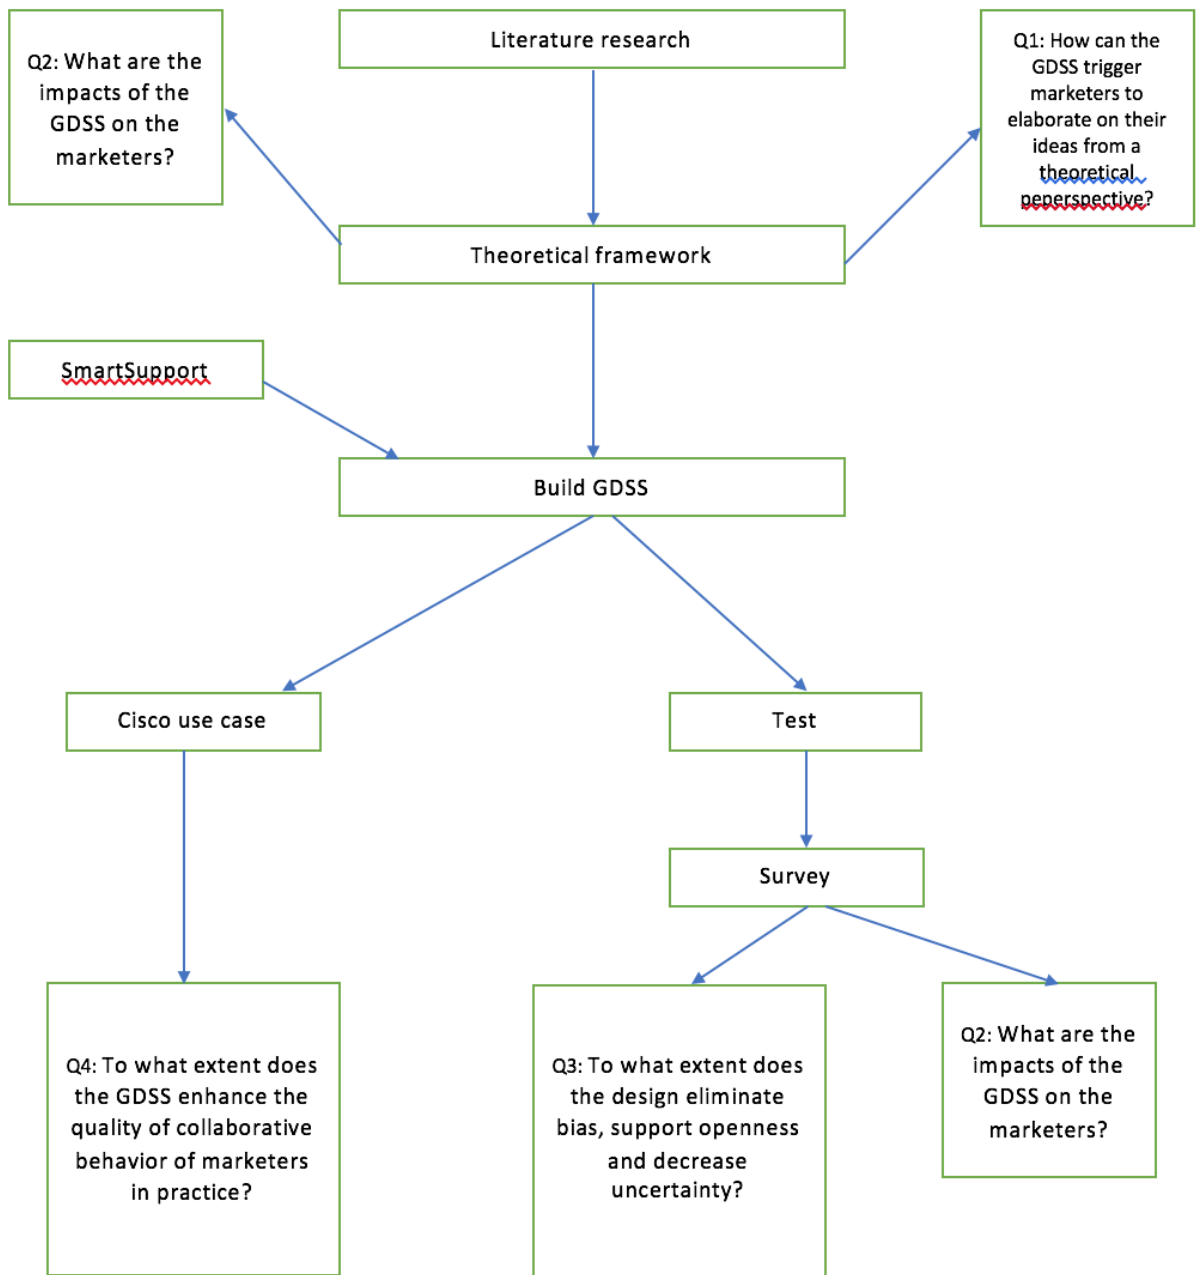 Literature research
Q2: What are the
impacts of the
GDSS on the
marketers?
Q1: How can the
GDSS trigger
marketers to
elaborate on their
ideas from a
theoretical
peperspective?
Theoretical framework
SmartSupport
Build GDSS
Cisco use case
Test
Survey
Q4: To what extent does
the GDSS enhance the
quality of collaborative
behavior of marketers
in practice?
Q3: To what extent does
the design eliminate
bias, support openness
and decrease
uncertainty?
Q2: What are the
impacts of the
GDSS on the
marketers?